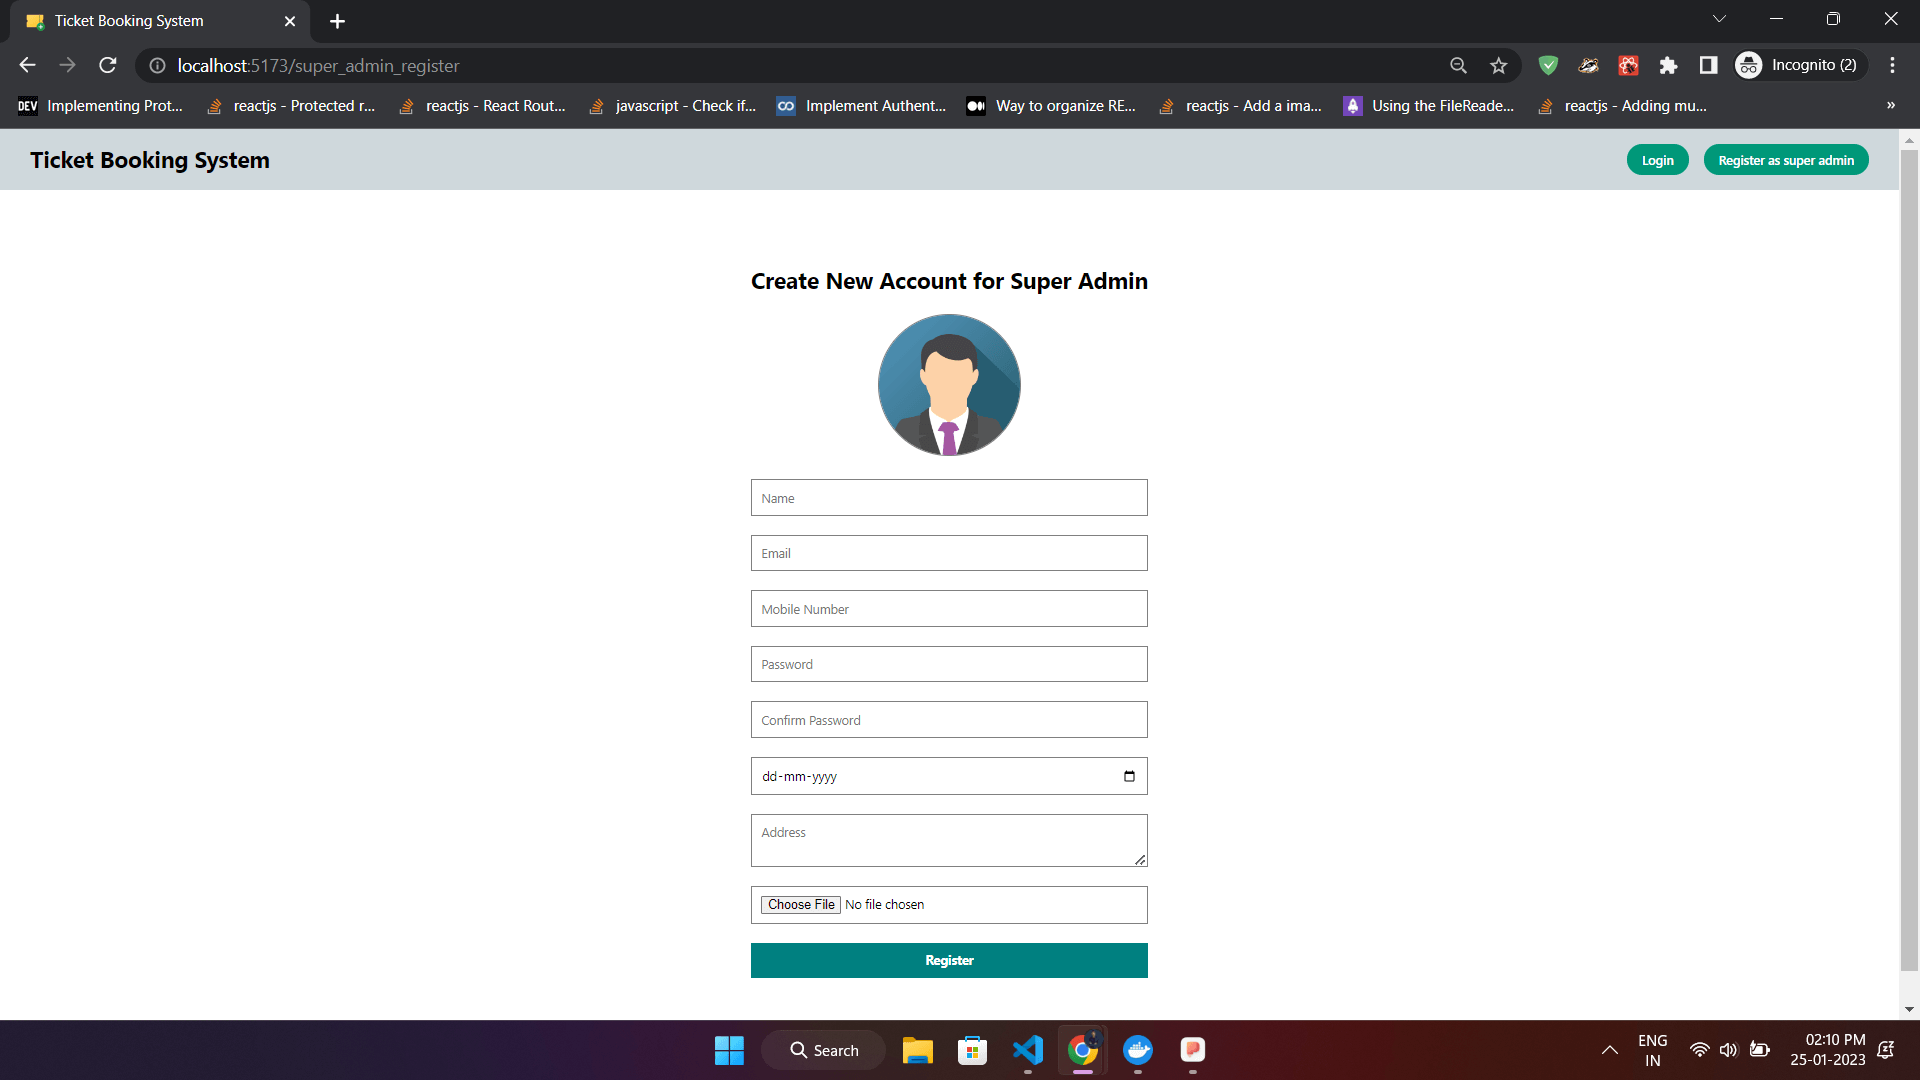 Ticket Booking System
localhost:5173/super_admin_register
Incognito (2)
DEV Implementing Prot...
reactjs - Protected r...
reactjs - React Rout...
javascript - Check if...
Implement Authent...
Way to organize RE...
reactjs - Add a ima...
Using the FileReade...
reactjs - Adding mu...
»
Ticket Booking System
Login
Register as super admin
Create New Account for Super Admin
Name
Email
Mobile Number
Password
Confirm Password
dd-mm-yyyy
Address
Choose File No file chosen
Register
Search
ENG
IN
02:10 PM
25-01-2023